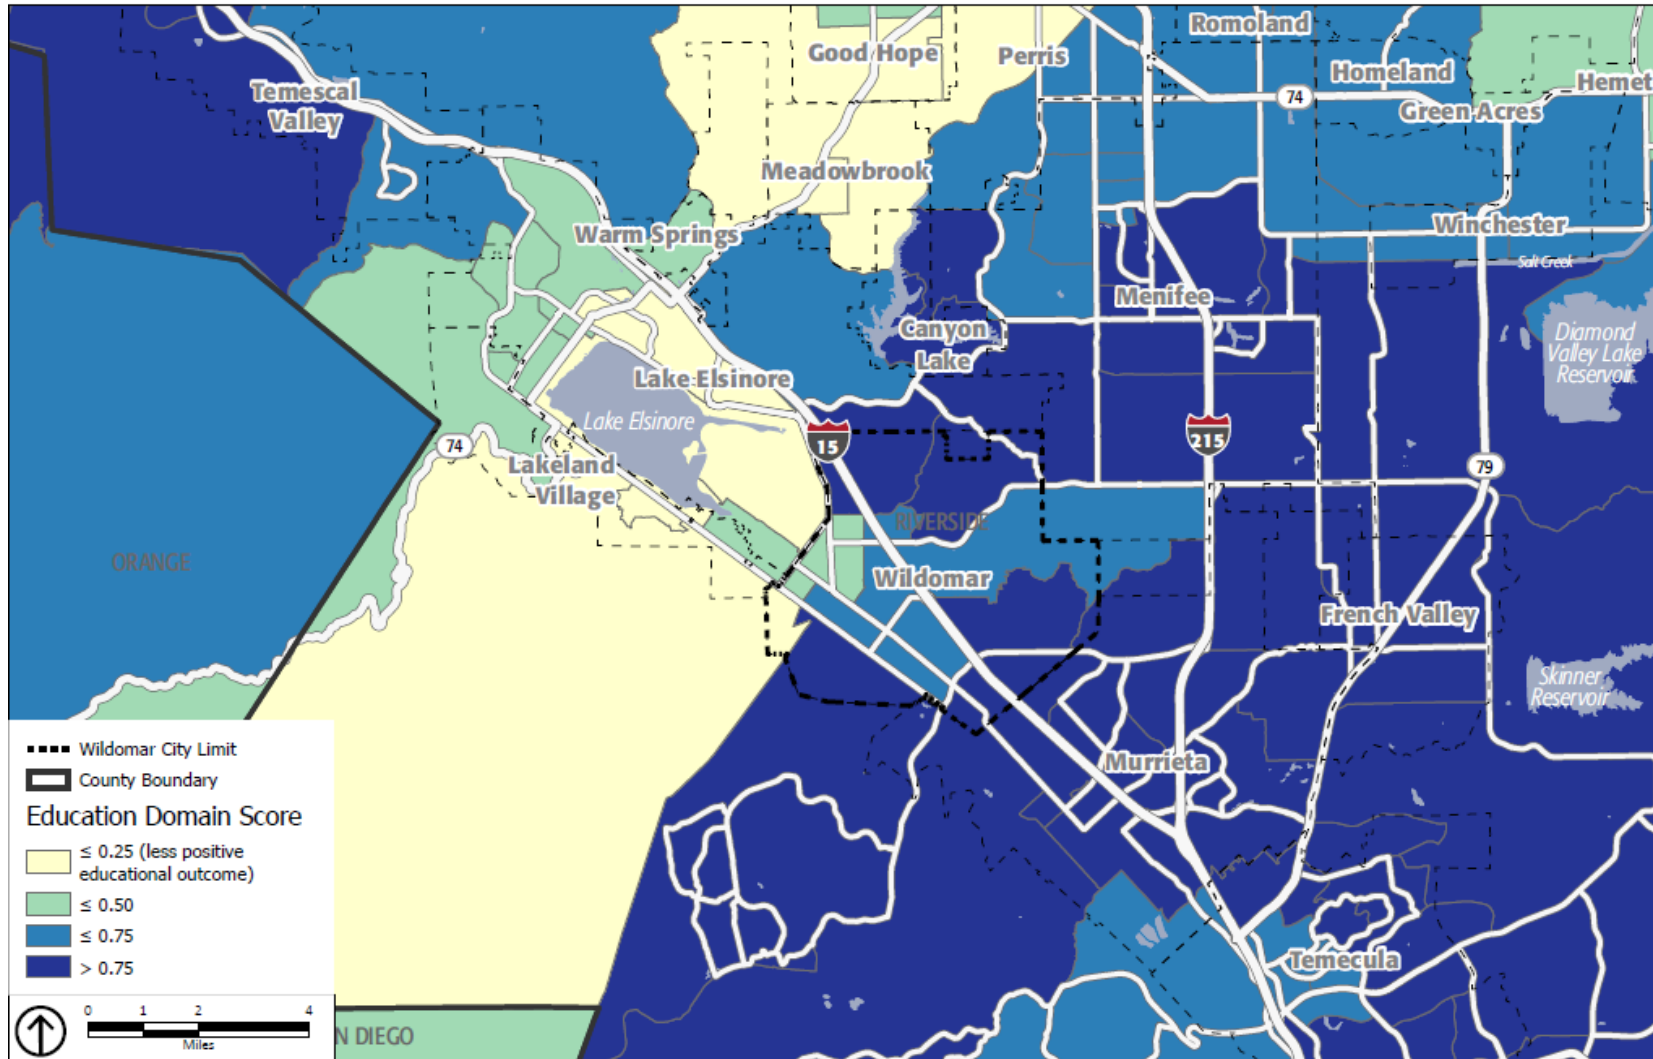 Romoland
Good Hope
Perris
Homeland
Hemet
Temescal
Valley
74
Green Acres
Meadowbrook
Warm Springs
Winchester
Salt Creek
Menifee
Canyon
Lake
Diamond
Valley Lake
Reservoir
Lake Elsinore
Lake Elsinore
15
215
74
79
Lakeland
Village
RIVERSIDE
ORANGE
Wildomar
French Valley
Skinner
Reservoir
Murrieta
Temecula
Wildomar City Limit
County Boundary
Education Domain Score
≤ 0.25 (less positive
educational outcome)
≤ 0.50
≤ 0.75
> 0.75
0 1 2 4
Miles
N DIEGO